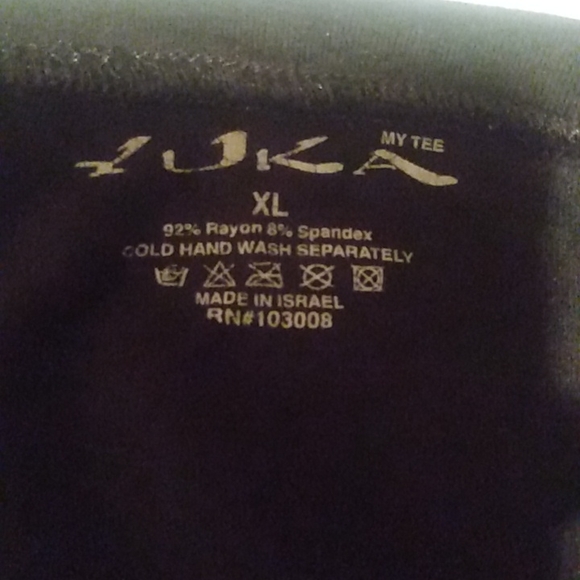 YUKA
MY TEE
XL
92% Rayon 8% Spandex
COLD HAND WASH SEPARATELY
MADE IN ISRAEL
RN#103008